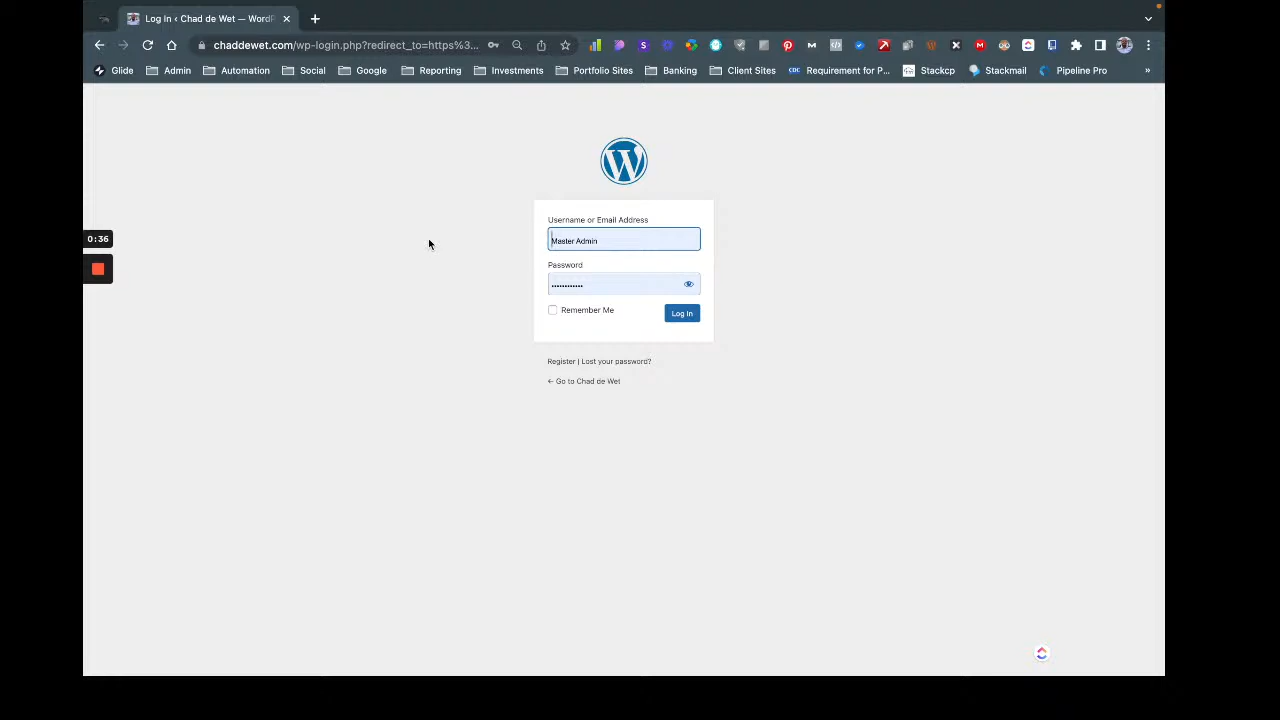 Log In ‹ Chad de Wet — WordP
chaddewet.com/wp-login.php?redirect_to=https%3...
Glide Admin Automation Social Google Reporting Investments Portfolio Sites Banking Client Sites CDC Requirement for P... Stackcp Stackmail Pipeline Pro »
Username or Email Address
0:36
Master Admin
Password
••••••••••••
Remember Me
Log In
Register | Lost your password?
← Go to Chad de Wet